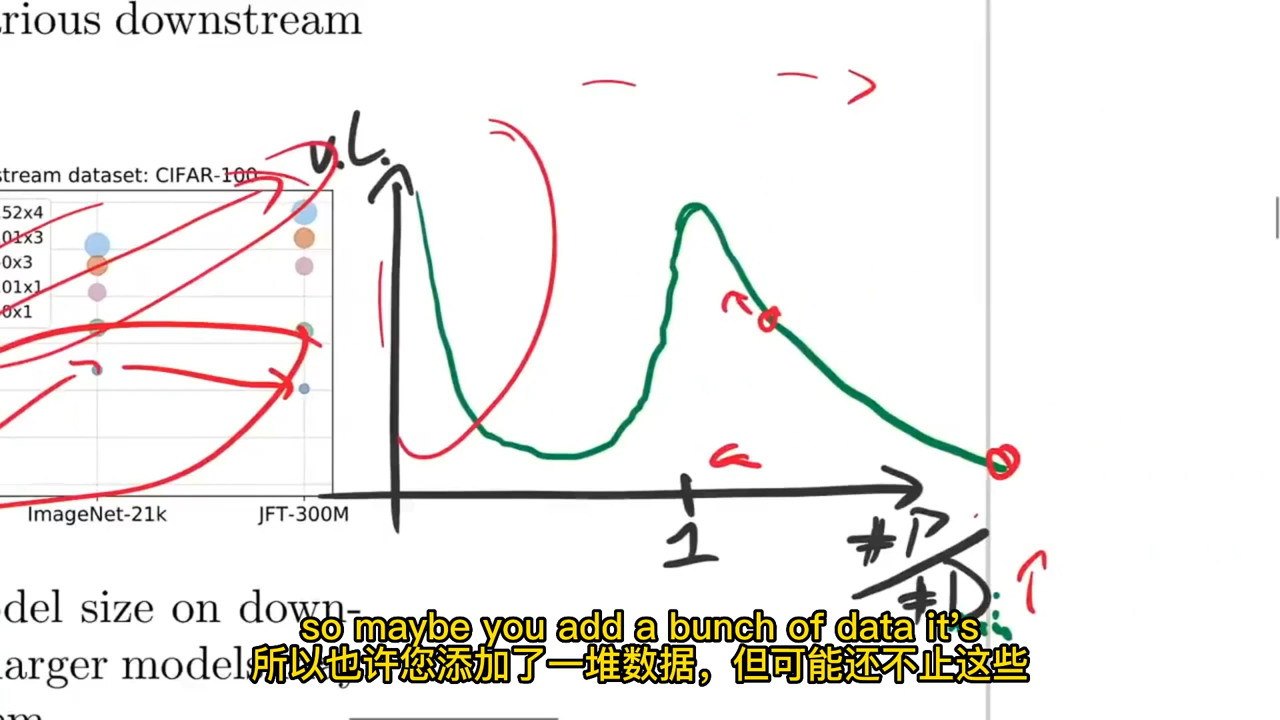 rious downstream
v.L.
stream dataset: CIFAR-100
52x4
01x3
0x3
01x1
0x1
ImageNet-21k
JFT-300M
1
#P/#D
del size on down-
larger models
so maybe you add a bunch of data it's
所以也许您添加了一堆数据，但可能还不止这些